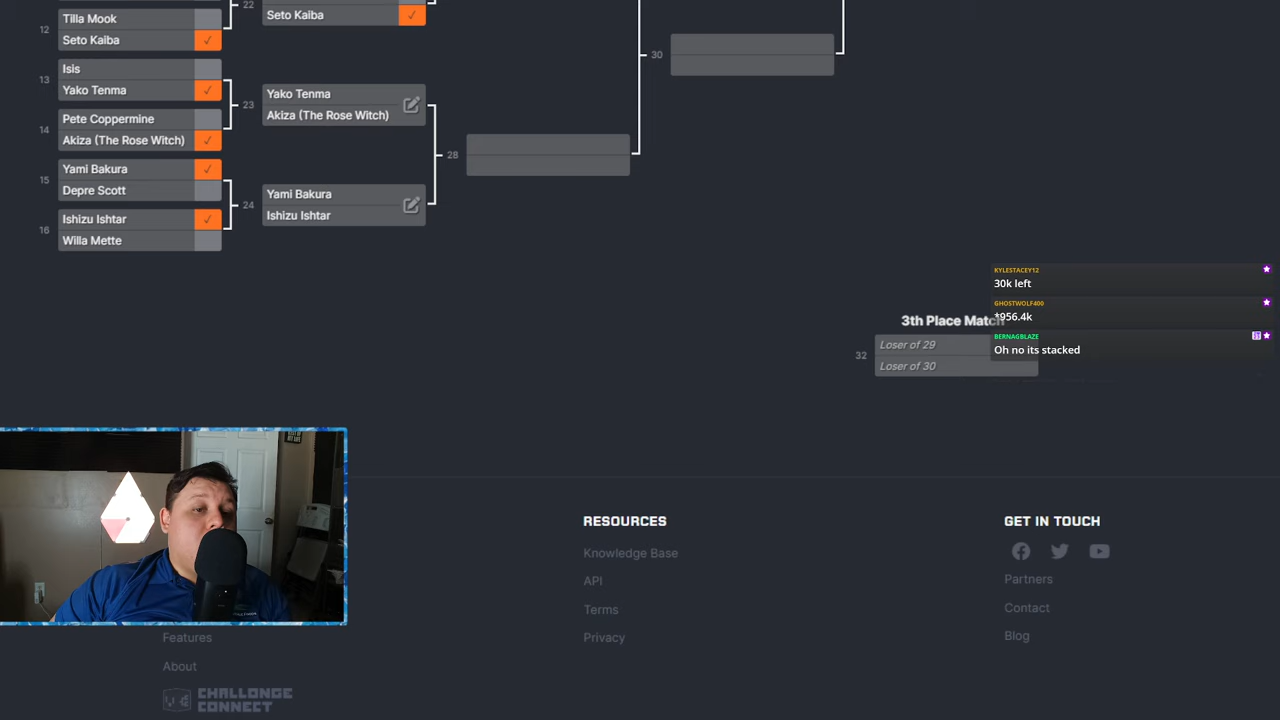 12
Tilla Mook
Seto Kaiba ✓
22
Seto Kaiba ✓
13
Isis
Yako Tenma ✓
14
Pete Coppermine
Akiza (The Rose Witch) ✓
23
Yako Tenma
Akiza (The Rose Witch)
15
Yami Bakura ✓
Depre Scott
16
Ishizu Ishtar ✓
Willa Mette
24
Yami Bakura
Ishizu Ishtar
28
30
3th Place Match
32
Loser of 29
Loser of 30
KYLESTACEY12
30k left
GHOSTWOLF400
*956.4k
BERNAGBLAZE
Oh no its stacked
Features
About
CHALLONGE
CONNECT
RESOURCES
Knowledge Base
API
Terms
Privacy
GET IN TOUCH
Partners
Contact
Blog